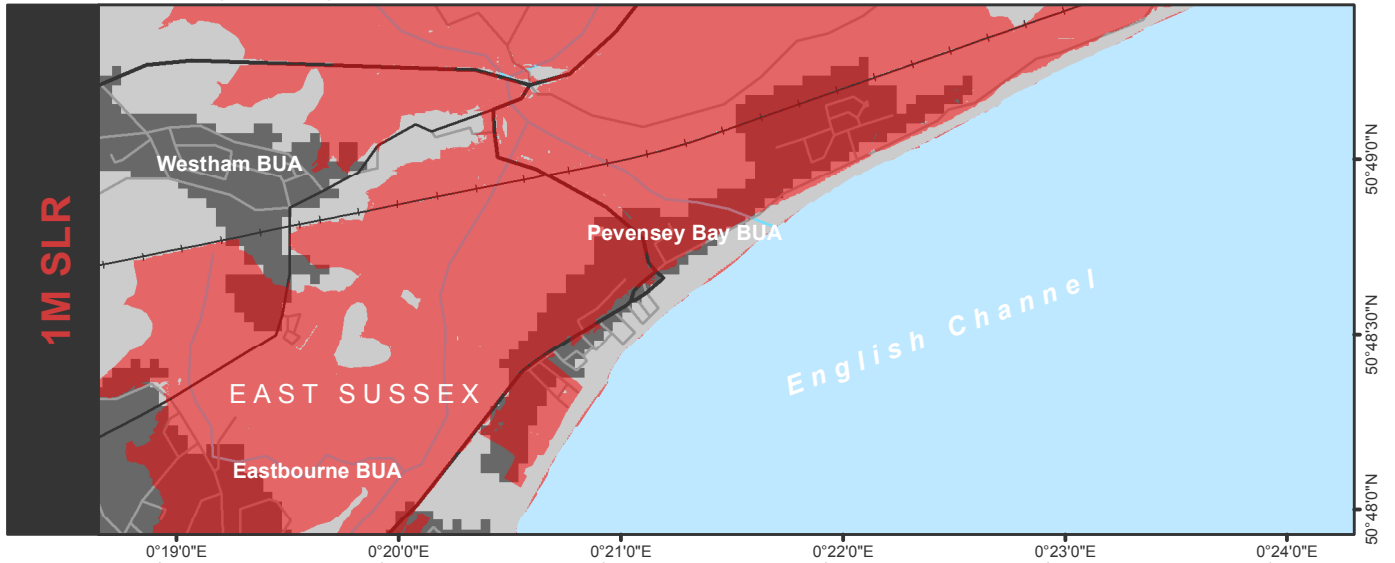 1M SLR
Westham BUA
Pevensey Bay BUA
English Channel
EAST SUSSEX
Eastbourne BUA
50°49'0"N
50°48'30"N
50°48'0"N
0°19'0"E
0°20'0"E
0°21'0"E
0°22'0"E
0°23'0"E
0°24'0"E